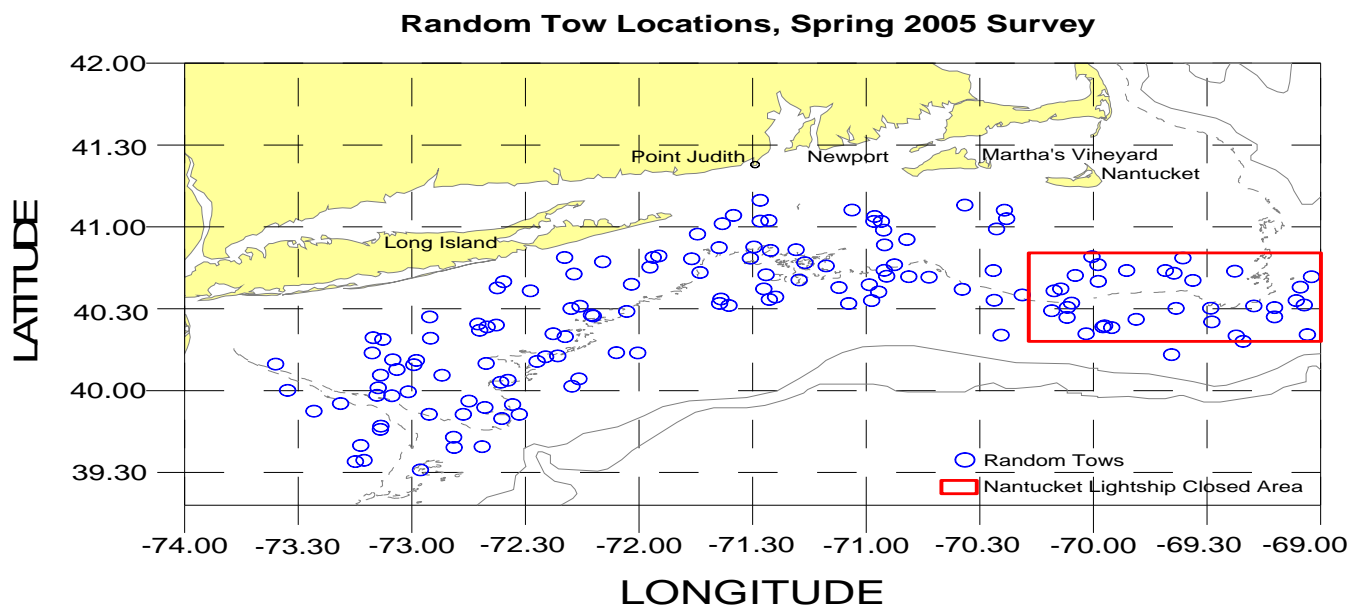 Random Tow Locations, Spring 2005 Survey
42.00
41.30
41.00
40.30
40.00
39.30
LATITUDE
Point Judith
Newport
Martha's Vineyard
Nantucket
Long Island
Random Tows
Nantucket Lightship Closed Area
-74.00 -73.30 -73.00 -72.30 -72.00 -71.30 -71.00 -70.30 -70.00 -69.30 -69.00
LONGITUDE